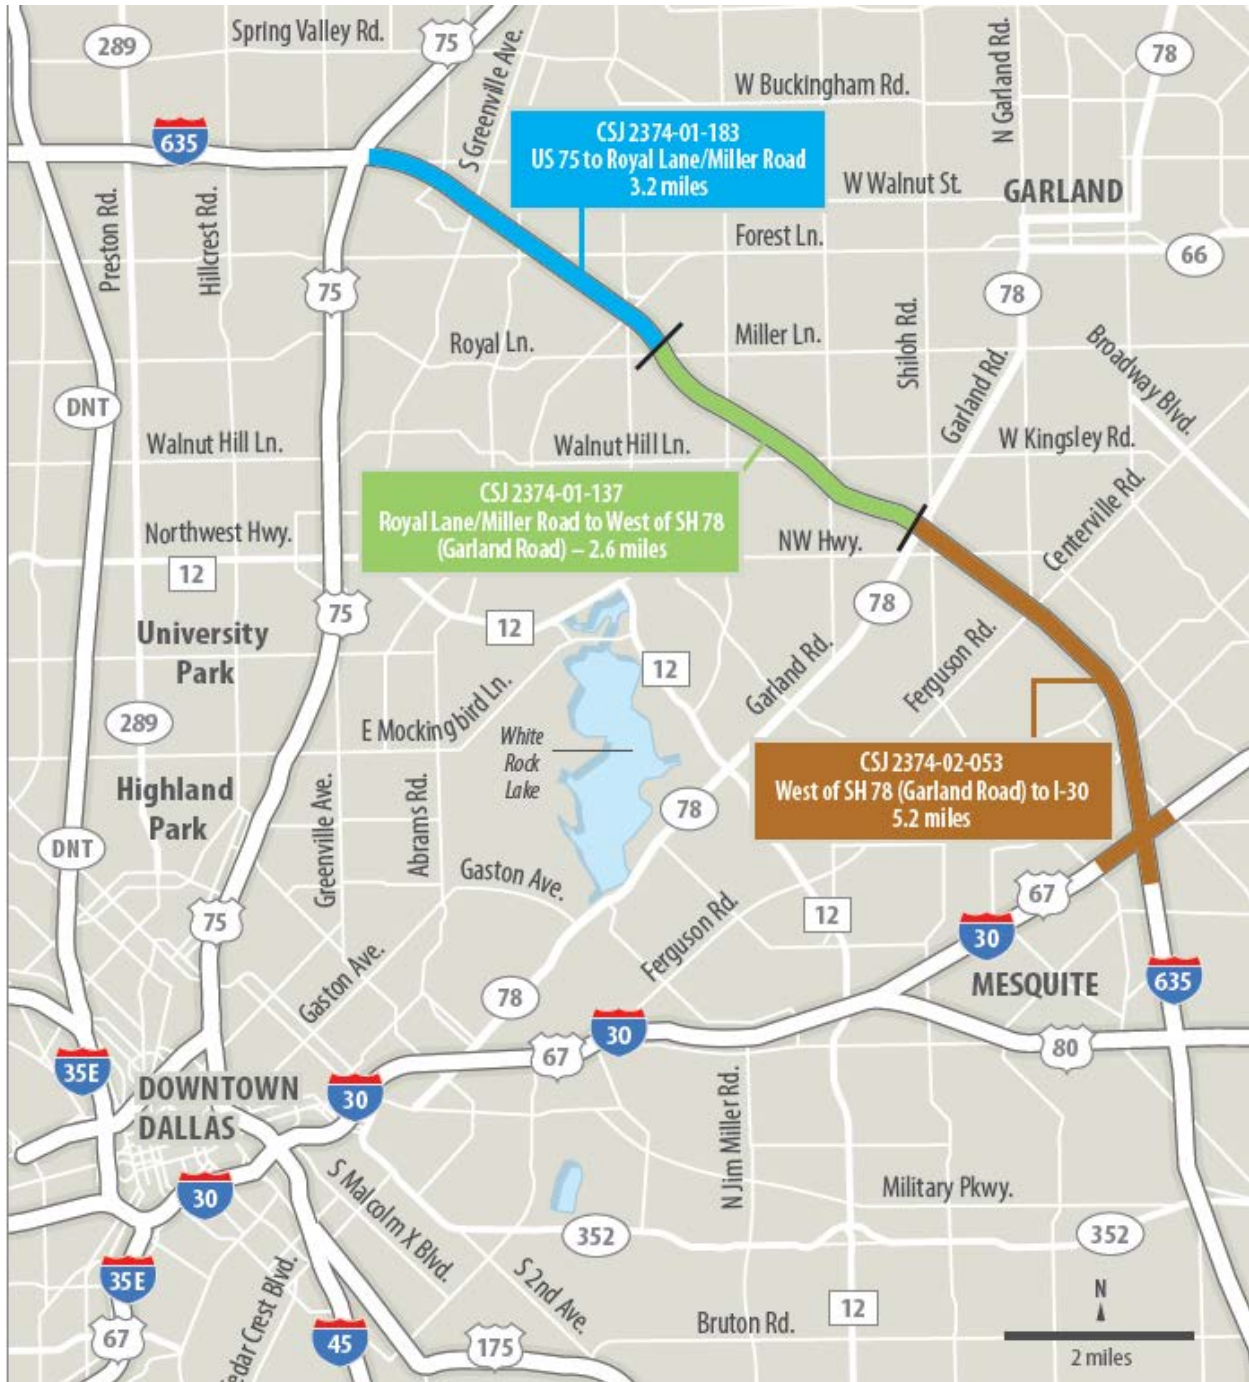 289
Spring Valley Rd.
75
S Greenville Ave.
N Garland Rd.
78
W Buckingham Rd.
635
CSJ 2374-01-183
US 75 to Royal Lane/Miller Road
3.2 miles
W Walnut St.
GARLAND
Preston Rd.
Hillcrest Rd.
Forest Ln.
66
75
78
Royal Ln.
Miller Ln.
Shiloh Rd.
Broadway Blvd.
DNT
Garland Rd.
Walnut Hill Ln.
Walnut Hill Ln.
W Kingsley Rd.
CSJ 2374-01-137
Royal Lane/Miller Road to West of SH 78
(Garland Road) – 2.6 miles
Centerville Rd.
Northwest Hwy.
NW Hwy.
12
75
78
12
University
Park
12
Garland Rd.
Ferguson Rd.
289
E Mockingbird Ln.
White
Rock
Lake
CSJ 2374-02-053
West of SH 78 (Garland Road) to I-30
5.2 miles
Highland
Park
78
DNT
Greenville Ave.
Abrams Rd.
Gaston Ave.
67
75
12
30
Ferguson Rd.
Gaston Ave.
MESQUITE
635
78
30
67
80
35E
DOWNTOWN
DALLAS
30
N Jim Miller Rd.
30
S Malcolm X Blvd.
Military Pkwy.
352
352
35E
S 2nd Ave.
N
12
67
edar Crest Blvd.
45
175
Bruton Rd.
2 miles